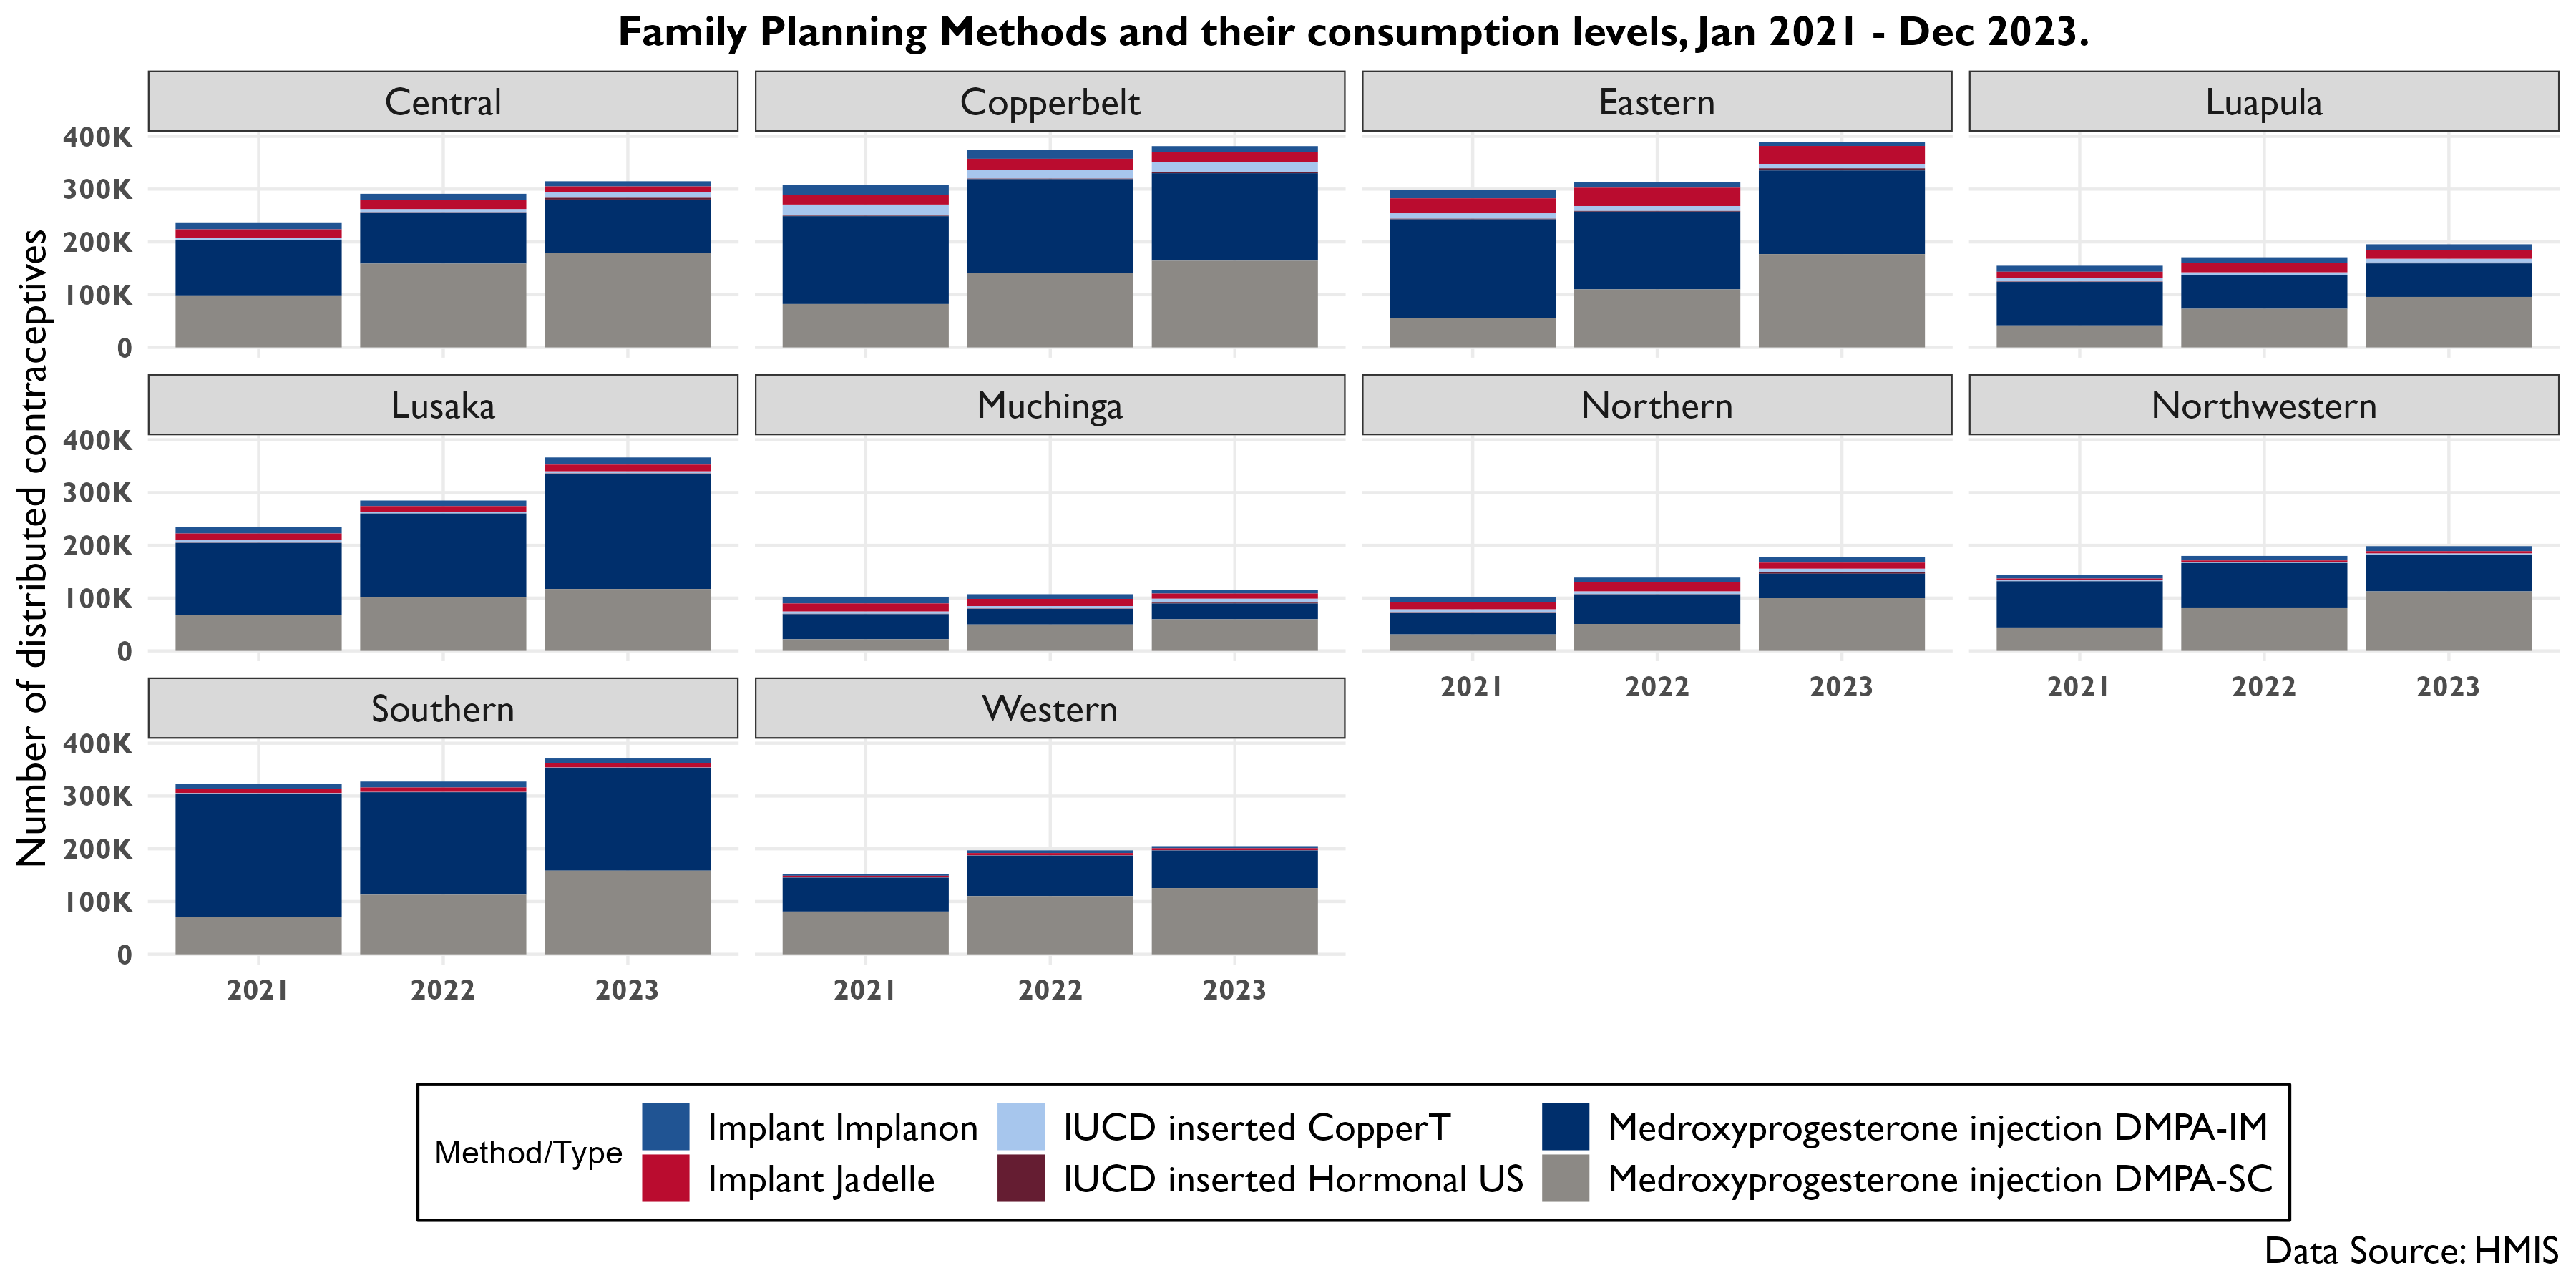 Family Planning Methods and their consumption levels, Jan 2021 - Dec 2023.
Number of distributed contraceptives
Central
Copperbelt
Eastern
Luapula
400K
300K
200K
100K
0
Lusaka
Muchinga
Northern
Northwestern
400K
300K
200K
100K
0
2021 2022 2023
2021 2022 2023
Southern
Western
400K
300K
200K
100K
0
2021 2022 2023
2021 2022 2023
Method/Type
Implant Implanon
Implant Jadelle
IUCD inserted CopperT
IUCD inserted Hormonal US
Medroxyprogesterone injection DMPA-IM
Medroxyprogesterone injection DMPA-SC
Data Source: HMIS